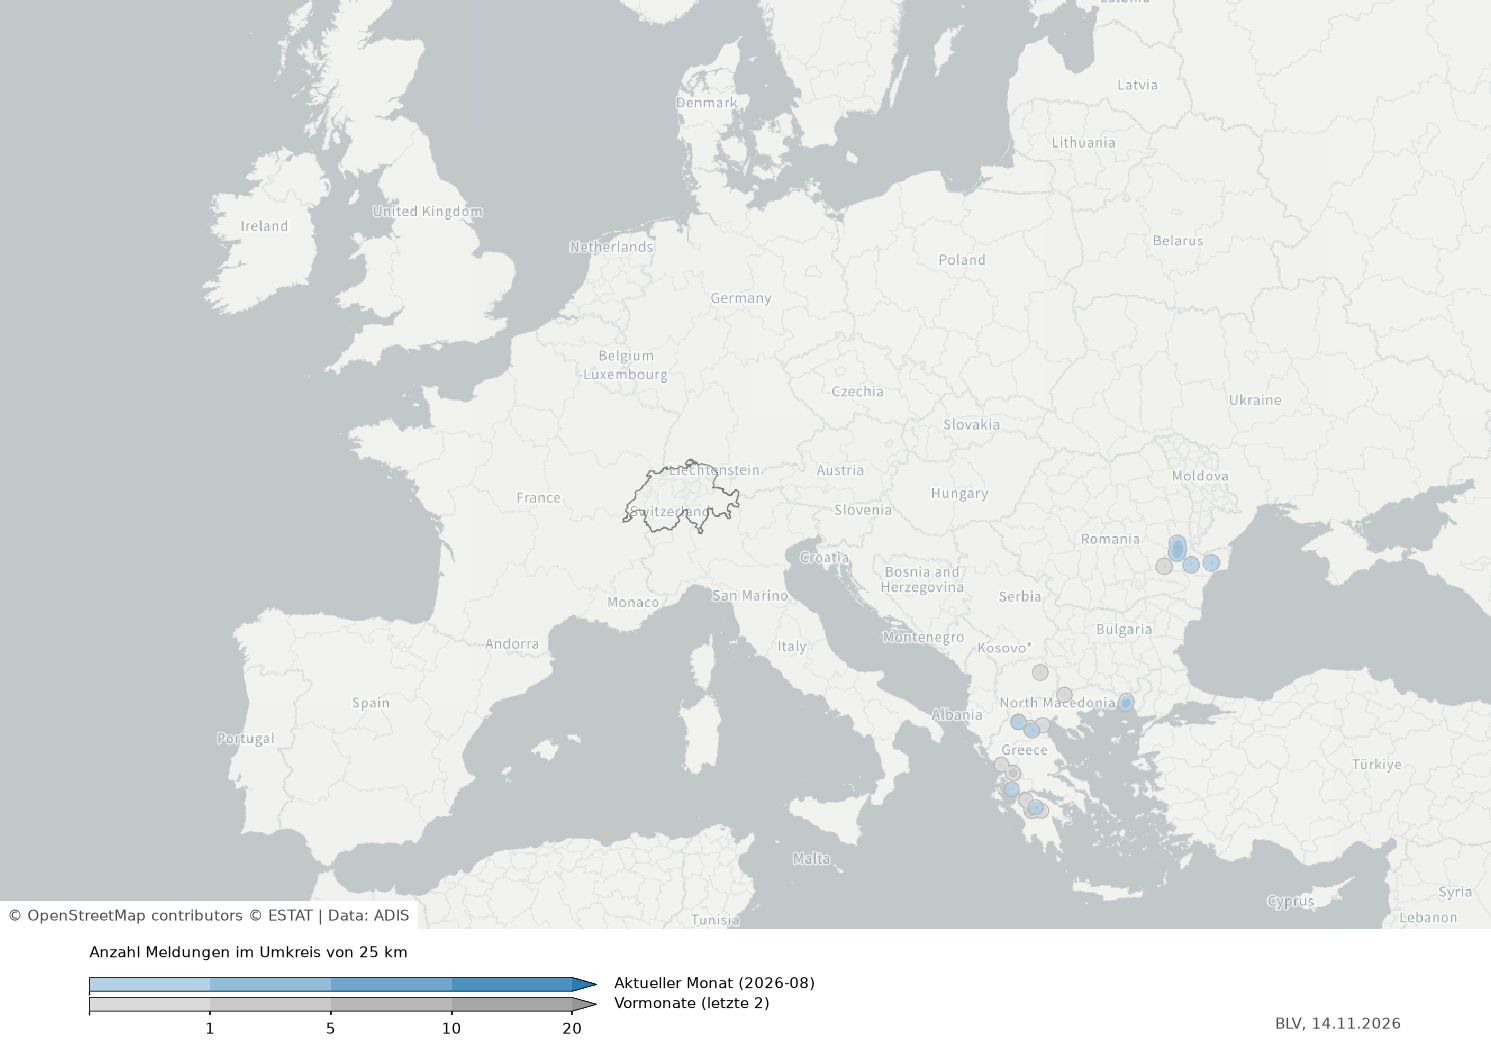 Estonia
Latvia
Denmark
Lithuania
United Kingdom
Ireland
Netherlands
Belarus
Poland
Germany
Belgium
Luxembourg
Czechia
Ukraine
Slovakia
Liechtenstein
Austria
Moldova
France
Hungary
Switzerland
Slovenia
Romania
Croatia
Bosnia and
Herzegovina
Monaco
San Marino
Serbia
Bulgaria
Andorra
Italy
Montenegro
Kosovo*
Spain
North Macedonia
Albania
Portugal
Greece
Türkiye
Malta
Cyprus
Syria
Tunisia
Lebanon
© OpenStreetMap contributors © ESTAT | Data: ADIS
Anzahl Meldungen im Umkreis von 25 km
Aktueller Monat (2026-08)
Vormonate (letzte 2)
1 5 10 20
BLV, 14.11.2026